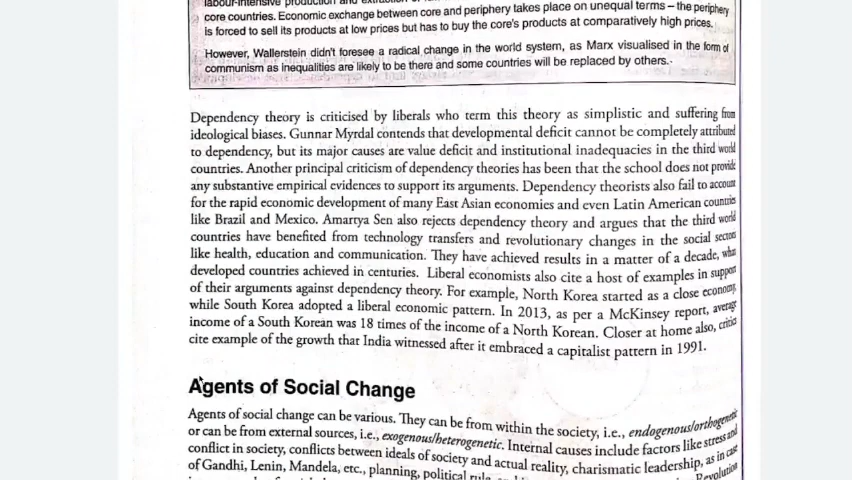 labour-intensive production and
core countries. Economic exchange between core and periphery takes place on unequal terms – the periphery
is forced to sell its products at low prices but has to buy the core's products at comparatively high prices.
However, Wallerstein didn't foresee a radical change in the world system, as Marx visualised in the form of
communism as inequalities are likely to be there and some countries will be replaced by others.
Dependency theory is criticised by liberals who term this theory as simplistic and suffering from
ideological biases. Gunnar Myrdal contends that developmental deficit cannot be completely attributed
to dependency, but its major causes are value deficit and institutional inadequacies in the third world
countries. Another principal criticism of dependency theories has been that the school does not provide
any substantive empirical evidences to support its arguments. Dependency theorists also fail to account
for the rapid economic development of many East Asian economies and even Latin American countries
like Brazil and Mexico. Amartya Sen also rejects dependency theory and argues that the third world
countries have benefited from technology transfers and revolutionary changes in the social sectors
like health, education and communication. They have achieved results in a matter of a decade, what
developed countries achieved in centuries. Liberal economists also cite a host of examples in support
of their arguments against dependency theory. For example, North Korea started as a close economy,
while South Korea adopted a liberal economic pattern. In 2013, as per a McKinsey report, average
income of a South Korean was 18 times of the income of a North Korean. Closer at home also, critics
cite example of the growth that India witnessed after it embraced a capitalist pattern in 1991.
Agents of Social Change
Agents of social change can be various. They can be from within the society, i.e., endogenous/orthogenetic
or can be from external sources, i.e., exogenous/heterogenetic. Internal causes include factors like stress and
conflict in society, conflicts between ideals of society and actual reality, charismatic leadership, as in case
of Gandhi, Lenin, Mandela, etc., planning, political Revolution